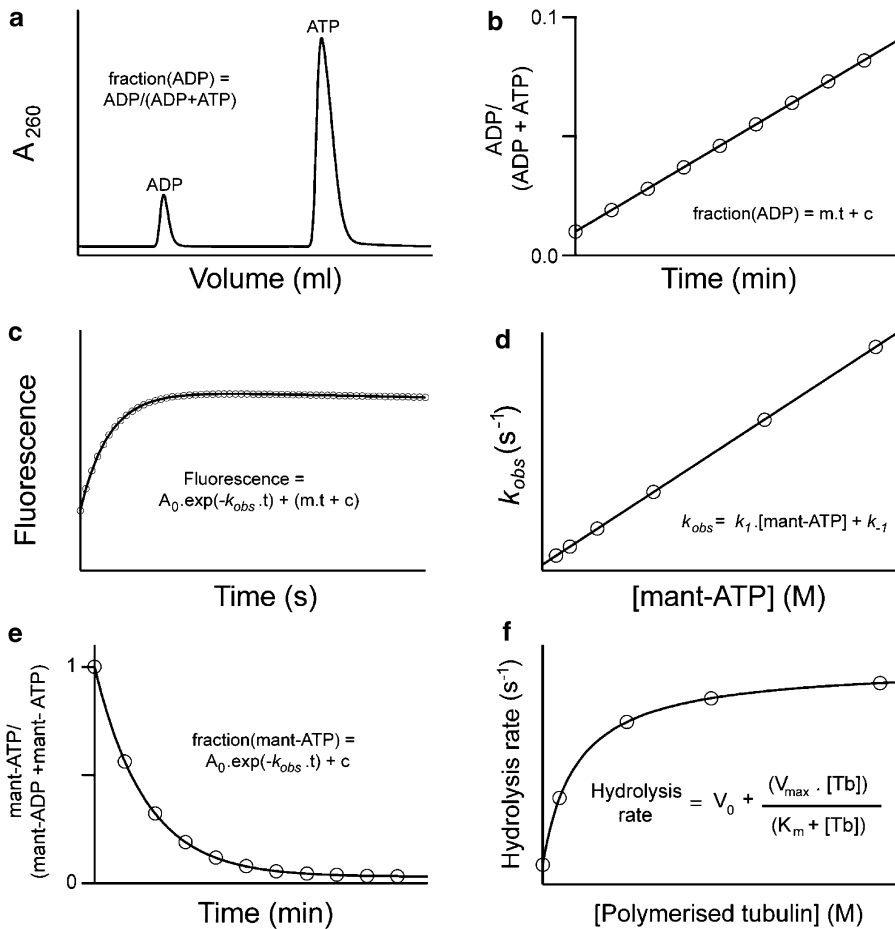 a
fraction(ADP) =
ADP/(ADP+ATP)
ATP
ADP
A260
Volume (ml)
b
0.1
0.0
ADP/
(ADP + ATP)
fraction(ADP) = m.t + c
Time (min)
c
Fluorescence
Fluorescence =
A0.exp(-kobs.t) + (m.t + c)
Time (s)
d
kobs (s-1)
kobs = k1.[mant-ATP] + k-1
[mant-ATP] (M)
e
1
0
mant-ATP/
(mant-ADP +mant- ATP)
fraction(mant-ATP) =
A0.exp(-kobs.t) + c
Time (min)
f
Hydrolysis rate (s-1)
Hydrolysis
rate
= V0 + (Vmax . [Tb])
(Km + [Tb])
[Polymerised tubulin] (M)